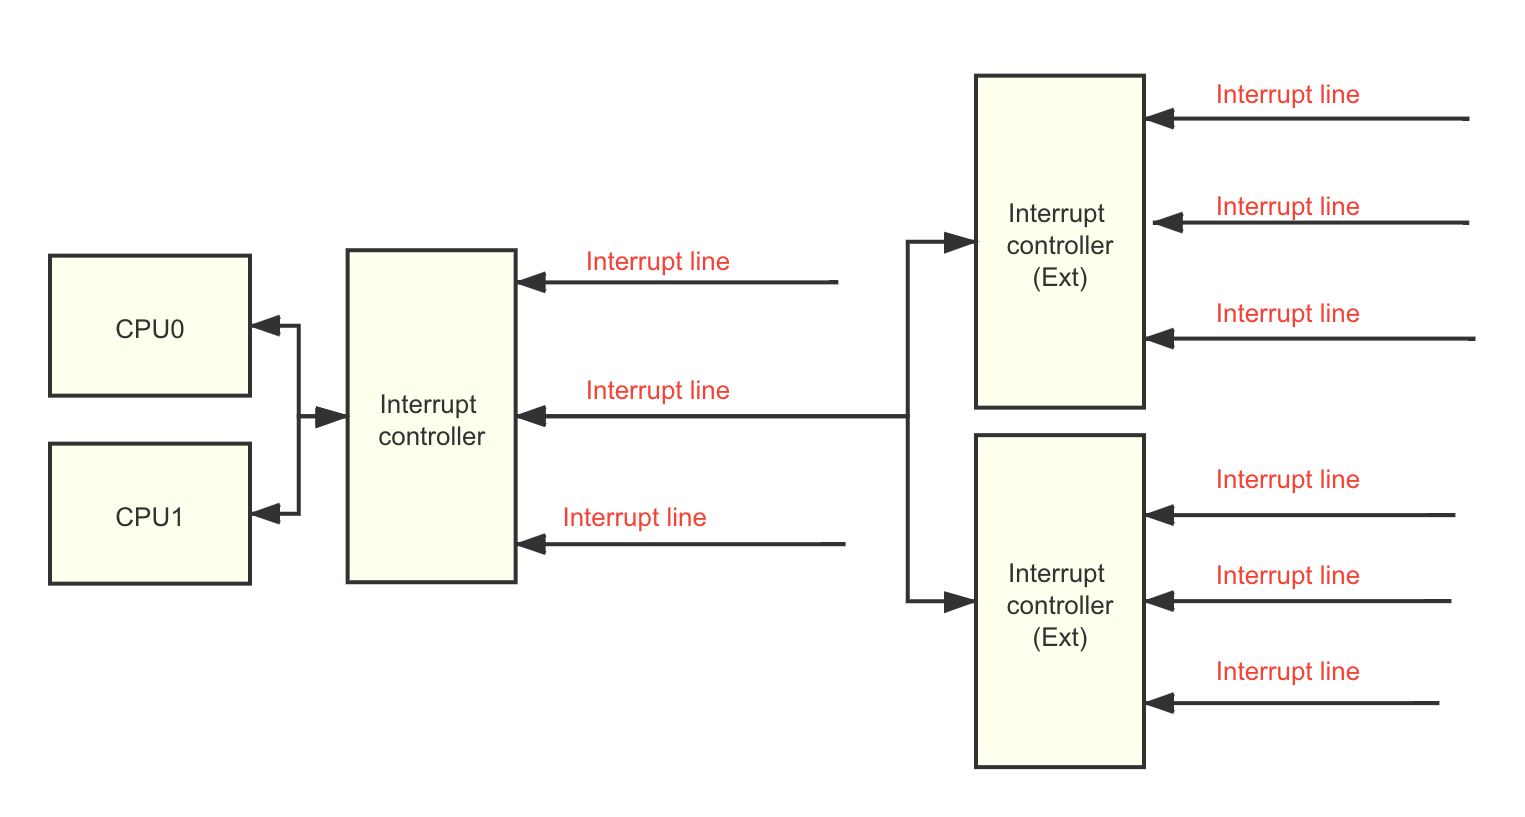 CPU0
CPU1
Interrupt
controller
Interrupt line
Interrupt line
Interrupt line
Interrupt
controller
(Ext)
Interrupt line
Interrupt line
Interrupt line
Interrupt
controller
(Ext)
Interrupt line
Interrupt line
Interrupt line